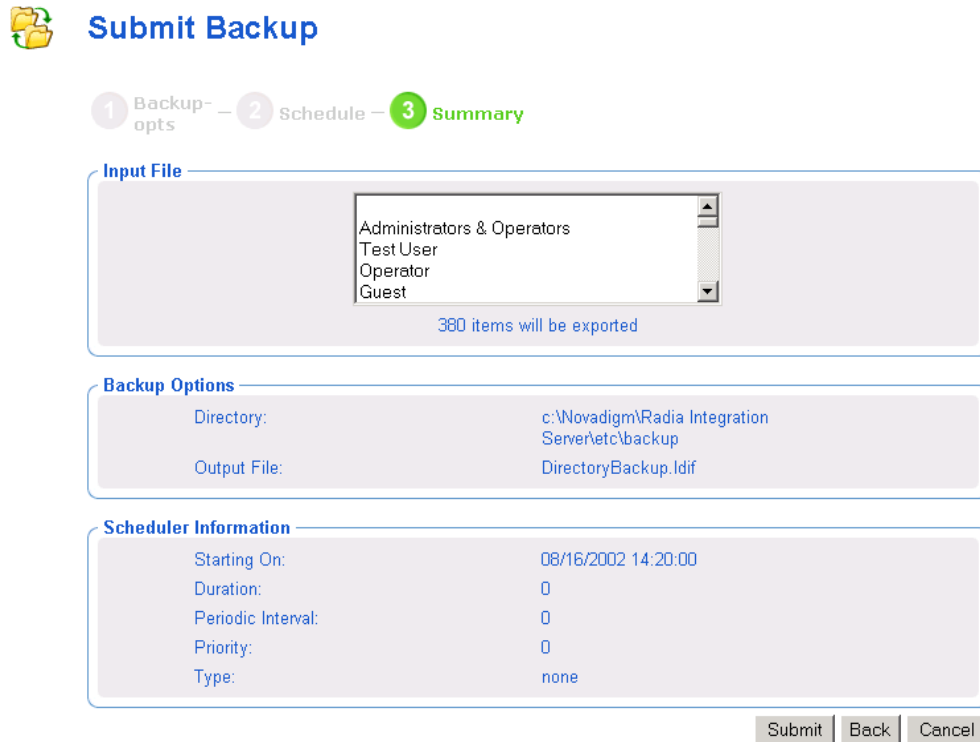 Submit Backup
1 Backup-
opts – 2 Schedule – 3 Summary
Input File
Administrators & Operators
Test User
Operator
Guest
380 items will be exported
Backup Options
Directory: c:\Novadigm\Radia Integration
Server\etc\backup
Output File: DirectoryBackup.ldif
Scheduler Information
Starting On: 08/16/2002 14:20:00
Duration: 0
Periodic Interval: 0
Priority: 0
Type: none
Submit Back Cancel